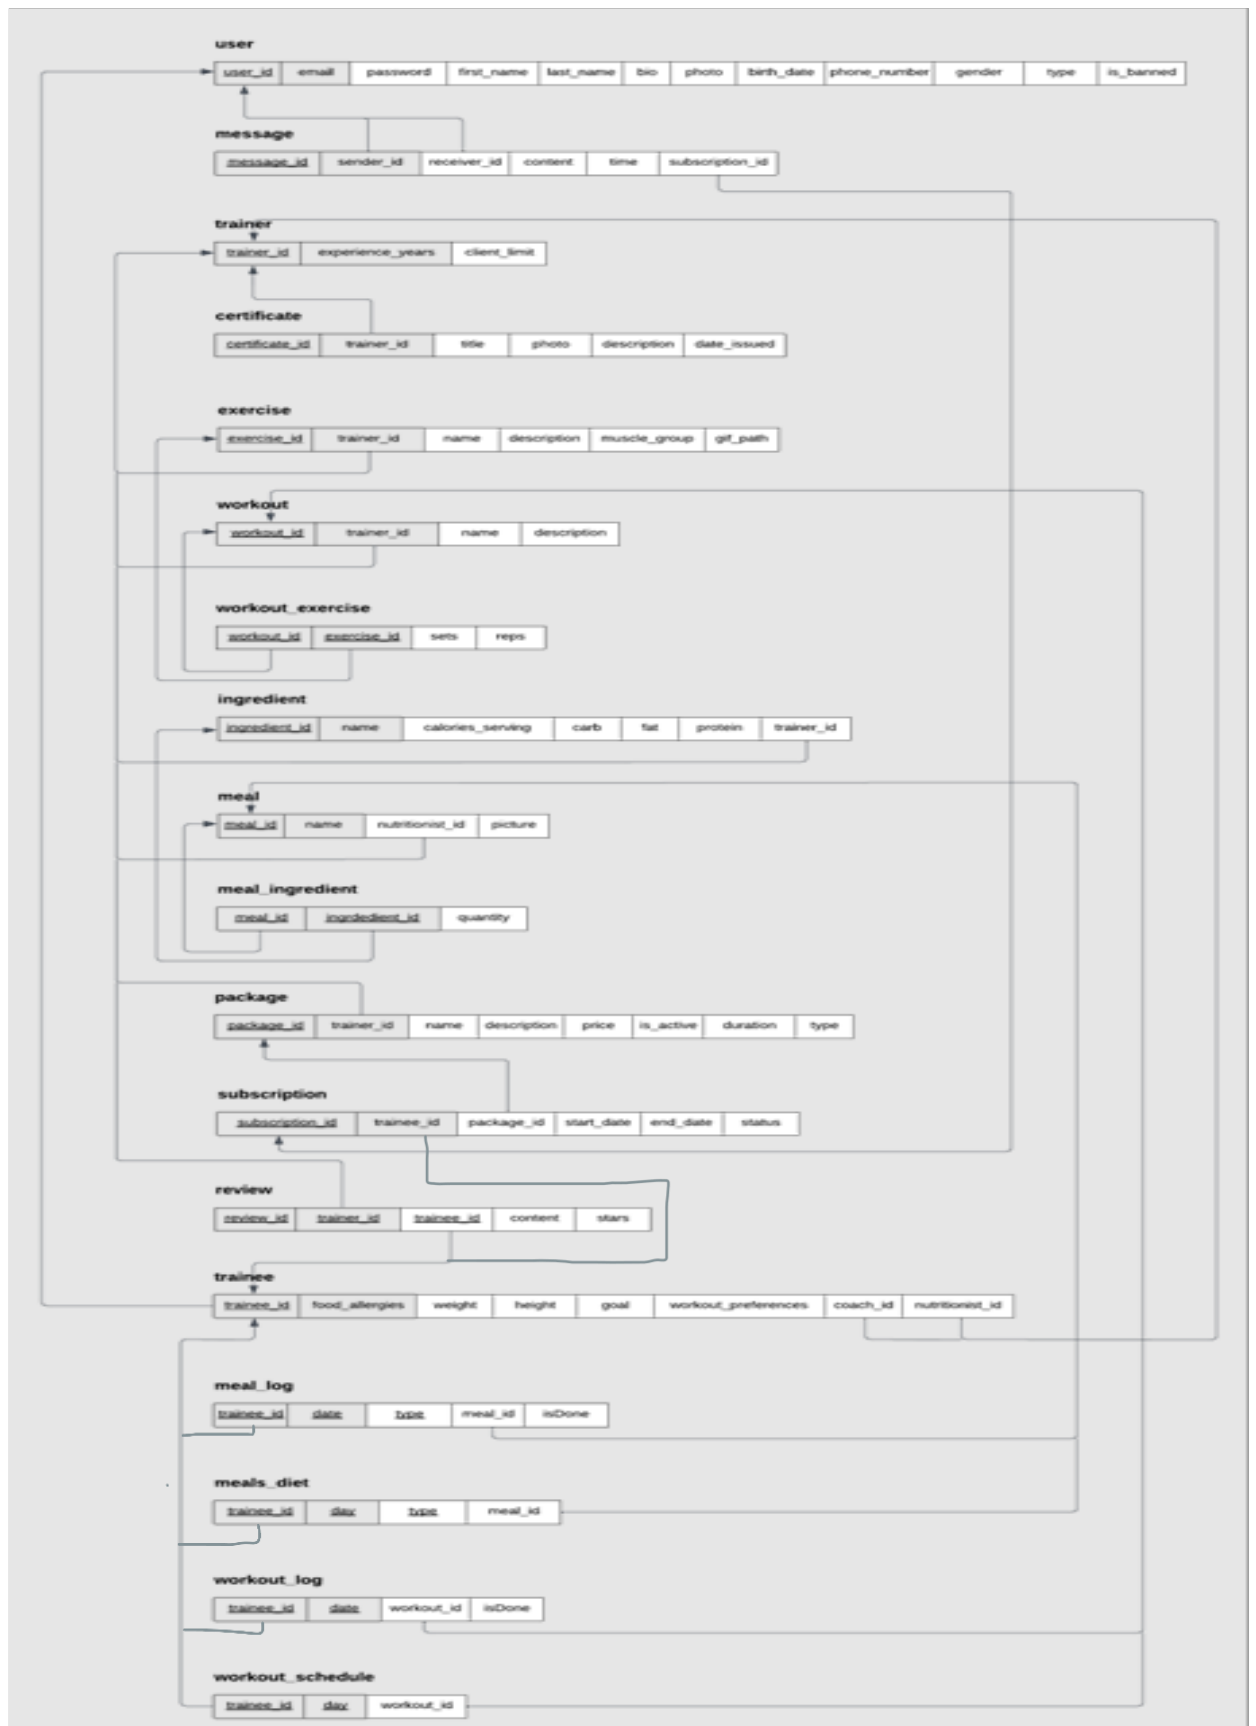 user
user_id email password first_name last_name bio photo birth_date phone_number gender type is_banned
message
message_id sender_id receiver_id content time subscription_id
trainer
trainer_id experience_years client_limit
certificate
certificate_id trainer_id title photo description date_issued
exercise
exercise_id trainer_id name description muscle_group gif_path
workout
workout_id trainer_id name description
workout_exercise
workout_id exercise_id sets reps
ingredient
ingredient_id name calories_serving carb fat protein trainer_id
meal
meal_id name nutritionist_id picture
meal_ingredient
meal_id ingrdedient_id quantity
package
package_id trainer_id name description price is_active duration type
subscription
subscription_id trainee_id package_id start_date end_date status
review
review_id trainer_id trainee_id content stars
trainee
trainee_id food_allergies weight height goal workout_preferences coach_id nutritionist_id
meal_log
trainee_id date type meal_id isDone
meals_diet
trainee_id day type meal_id
workout_log
trainee_id date workout_id isDone
workout_schedule
trainee_id day workout_id